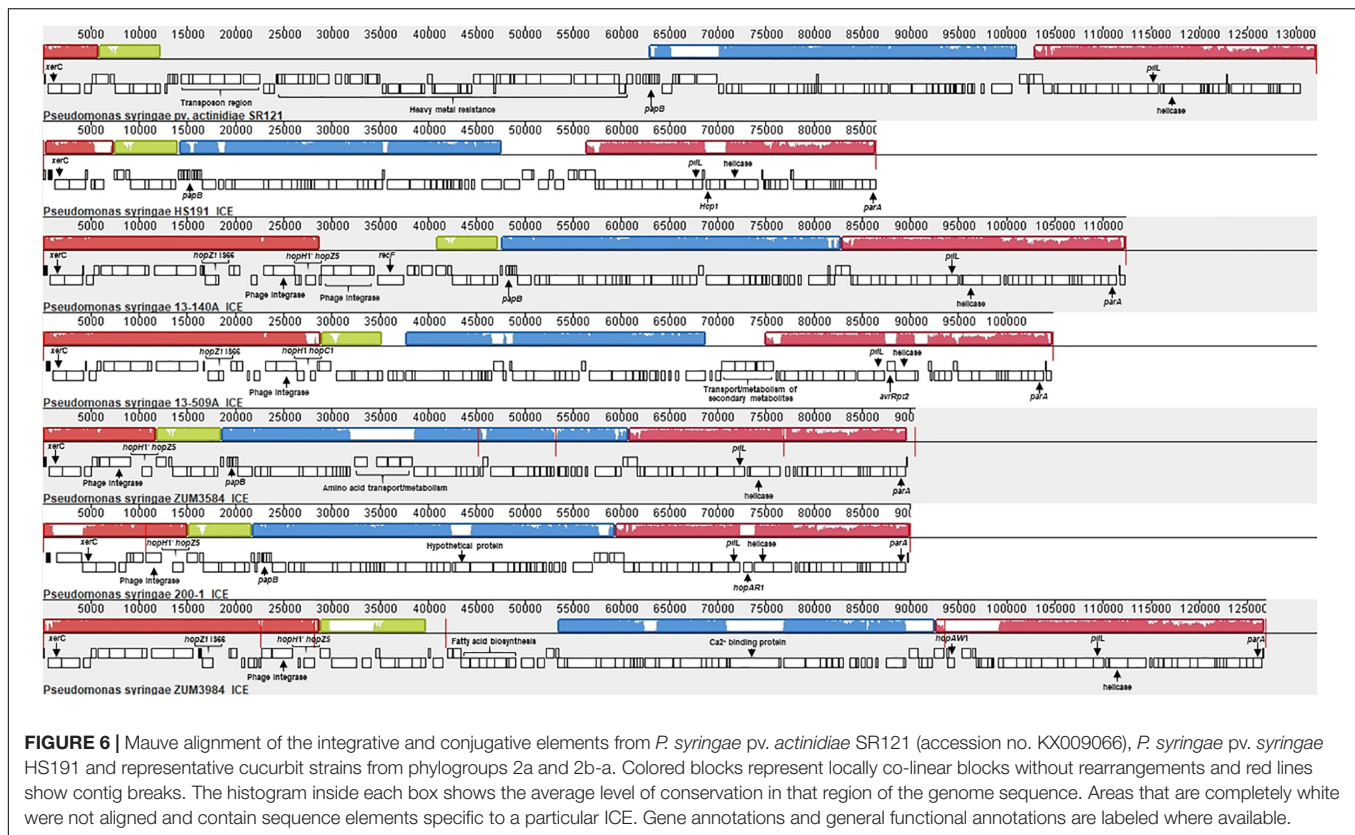 5000 10000 15000 20000 25000 30000 35000 40000 45000 50000 55000 60000 65000 70000 75000 80000 85000 90000 95000 100000 105000 110000 115000 120000 125000 130000
xerC
pilL
Transposon region
Heavy metal resistance
papB
helicase
Pseudomonas syringae pv. actinidiae SR121
5000 10000 15000 20000 25000 30000 35000 40000 45000 50000 55000 60000 65000 70000 75000 80000 85000
xerC
pilL
helicase
papB
Hcp1
parA
Pseudomonas syringae HS191 ICE
5000 10000 15000 20000 25000 30000 35000 40000 45000 50000 55000 60000 65000 70000 75000 80000 85000 90000 95000 100000 105000 110000
xerC
hopZ1 IS66
hopH1' hopZ5
recF
pilL
Phage integrase
Phage integrase
papB
helicase
parA
Pseudomonas syringae 13-140A ICE
5000 10000 15000 20000 25000 30000 35000 40000 45000 50000 55000 60000 65000 70000 75000 80000 85000 90000 95000 100000
xerC
hopZ1 IS66
hopH1 hopC1
pilL
helicase
Phage integrase
Transport/metabolism of secondary metabolites
avrRpt2
parA
Pseudomonas syringae 13-509A ICE
5000 10000 15000 20000 25000 30000 35000 40000 45000 50000 55000 60000 65000 70000 75000 80000 85000 900
xerC
hopH1' hopZ5
pilL
Phage integrase
papB
Amino acid transport/metabolism
helicase
parA
Pseudomonas syringae ZUM3584 ICE
5000 10000 15000 20000 25000 30000 35000 40000 45000 50000 55000 60000 65000 70000 75000 80000 85000
xerC
hopH1' hopZ5
Hypothetical protein
pilL
helicase
parA
Phage integrase
papB
hopAR1
Pseudomonas syringae 200-1 ICE
5000 10000 15000 20000 25000 30000 35000 40000 45000 50000 55000 60000 65000 70000 75000 80000 85000 90000 95000 100000 105000 110000 115000 120000 125000
xerC
hopZ1 IS66
hopH1' hopZ5
Fatty acid biosynthesis
Ca2+ binding protein
hopAW1
pilL
parA
Phage integrase
helicase
Pseudomonas syringae ZUM3984 ICE
FIGURE 6 | Mauve alignment of the integrative and conjugative elements from P. syringae pv. actinidiae SR121 (accession no. KX009066), P. syringae pv. syringae
HS191 and representative cucurbit strains from phylogroups 2a and 2b-a. Colored blocks represent locally co-linear blocks without rearrangements and red lines
show contig breaks. The histogram inside each box shows the average level of conservation in that region of the genome sequence. Areas that are completely white
were not aligned and contain sequence elements specific to a particular ICE. Gene annotations and general functional annotations are labeled where available.